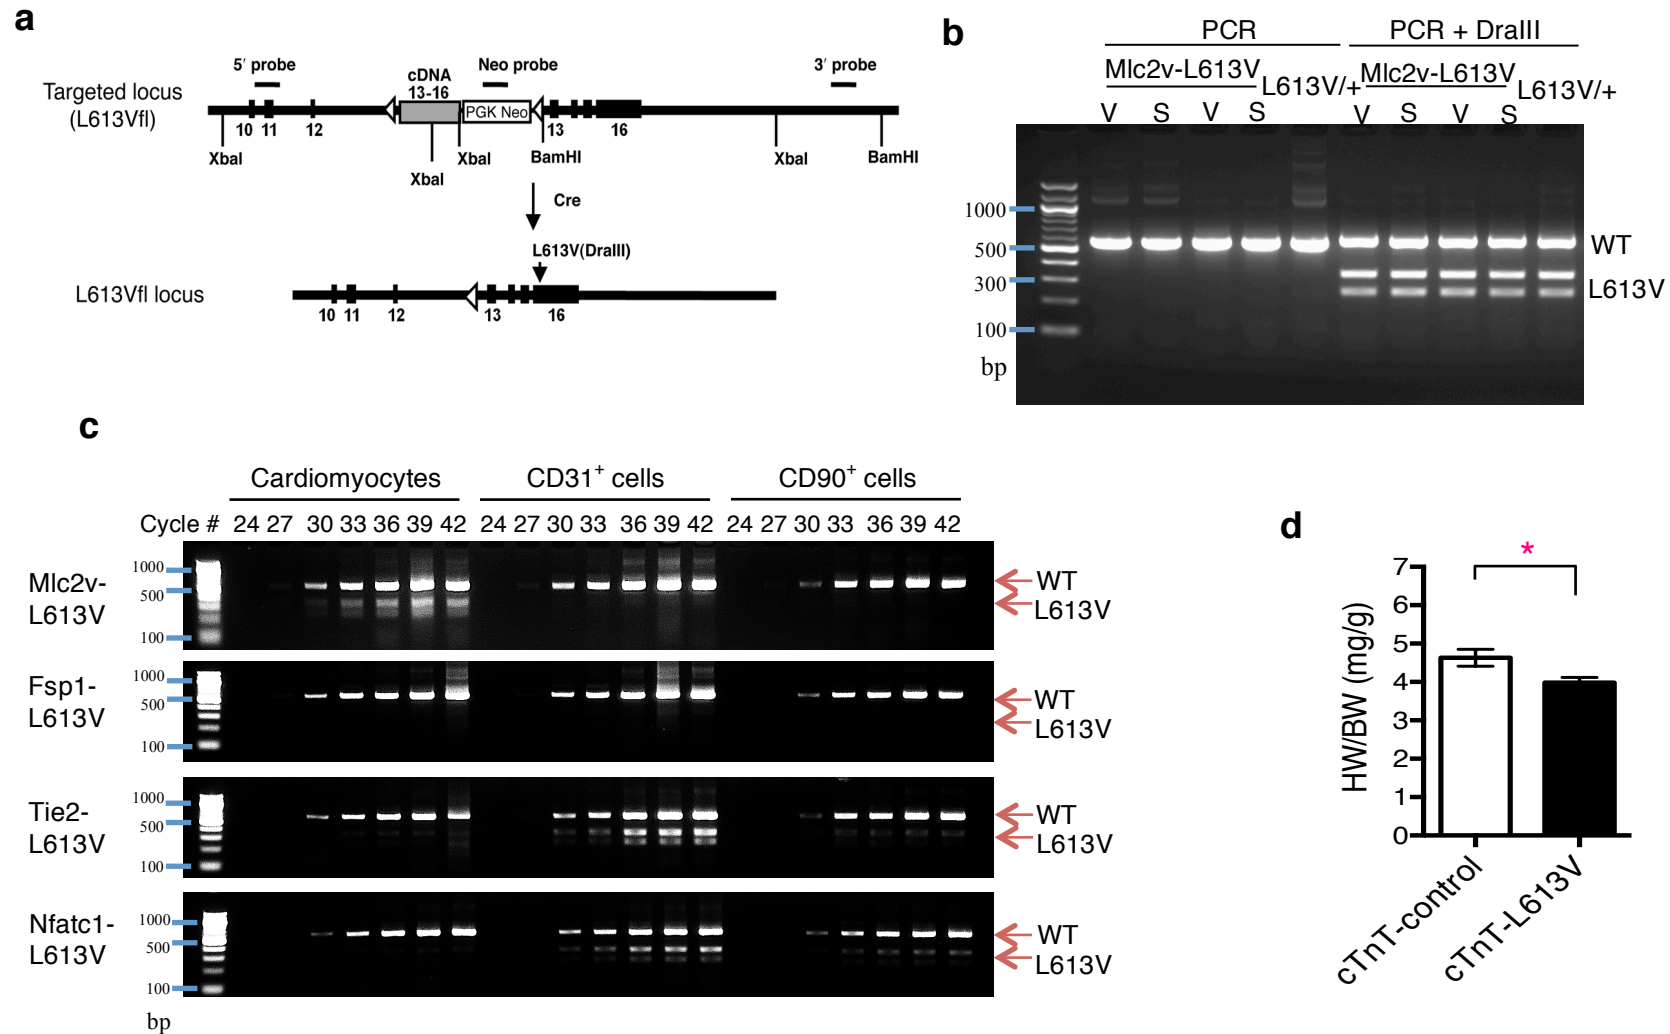 a
5′ probe
Neo probe
3′ probe
cDNA
13-16
Targeted locus
(L613Vfl)
PGK Neo
10 11 12 13 16
XbaI XbaI BamHI XbaI BamHI
XbaI
Cre
L613V(DraIII)
L613Vfl locus
10 11 12 13 16
b
PCR PCR + DraIII
Mlc2v-L613V L613V/+ Mlc2v-L613V L613V/+
V S V S V S V S
1000
500
300
100
bp
WT
L613V
c
Cardiomyocytes CD31+ cells CD90+ cells
Cycle # 24 27 30 33 36 39 42 24 27 30 33 36 39 42 24 27 30 33 36 39 42
Mlc2v-
L613V
1000
500
100
WT
L613V
Fsp1-
L613V
1000
500
100
WT
L613V
Tie2-
L613V
1000
500
100
WT
L613V
Nfatc1-
L613V
1000
500
100
WT
L613V
bp
d
*
HW/BW (mg/g)
7
6
5
4
3
2
1
0
cTnT-control
cTnT-L613V